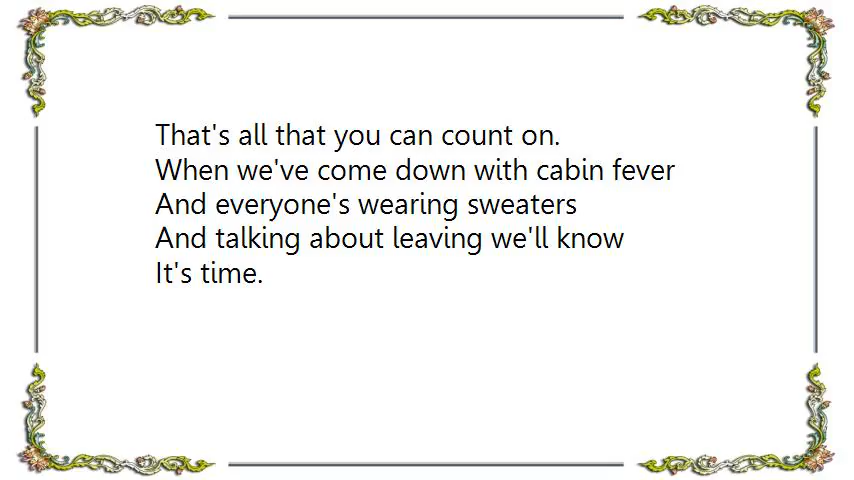 That's all that you can count on.
When we've come down with cabin fever
And everyone's wearing sweaters
And talking about leaving we'll know
It's time.